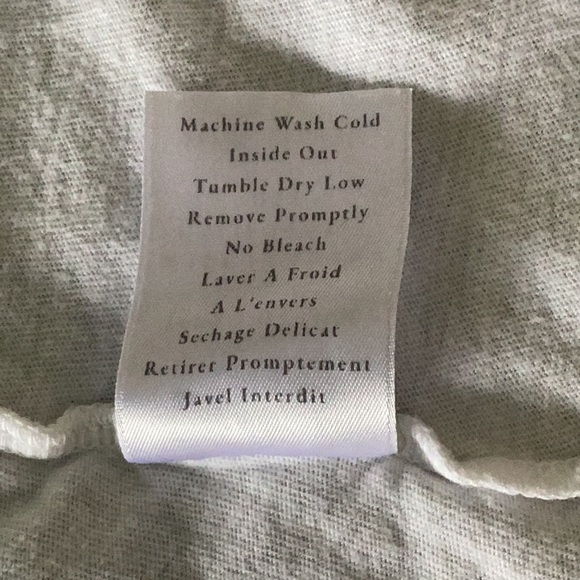 Machine Wash Cold
Inside Out
Tumble Dry Low
Remove Promptly
No Bleach
Laver A Froid
A L'envers
Sechage Delicat
Retirer Promptement
Javel Interdit